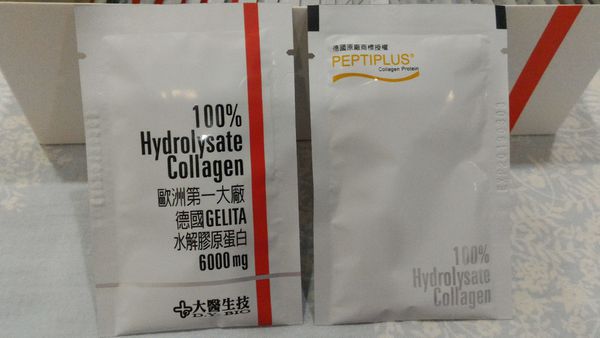 100%
Hydrolysate
Collagen
歐洲第一大廠
德國GELITA
水解膠原蛋白
6000mg
大醫生技
D.Y. BIO
德國原廠商標授權
PEPTIPLUS®
Collagen Protein
100%
Hydrolysate
Collagen